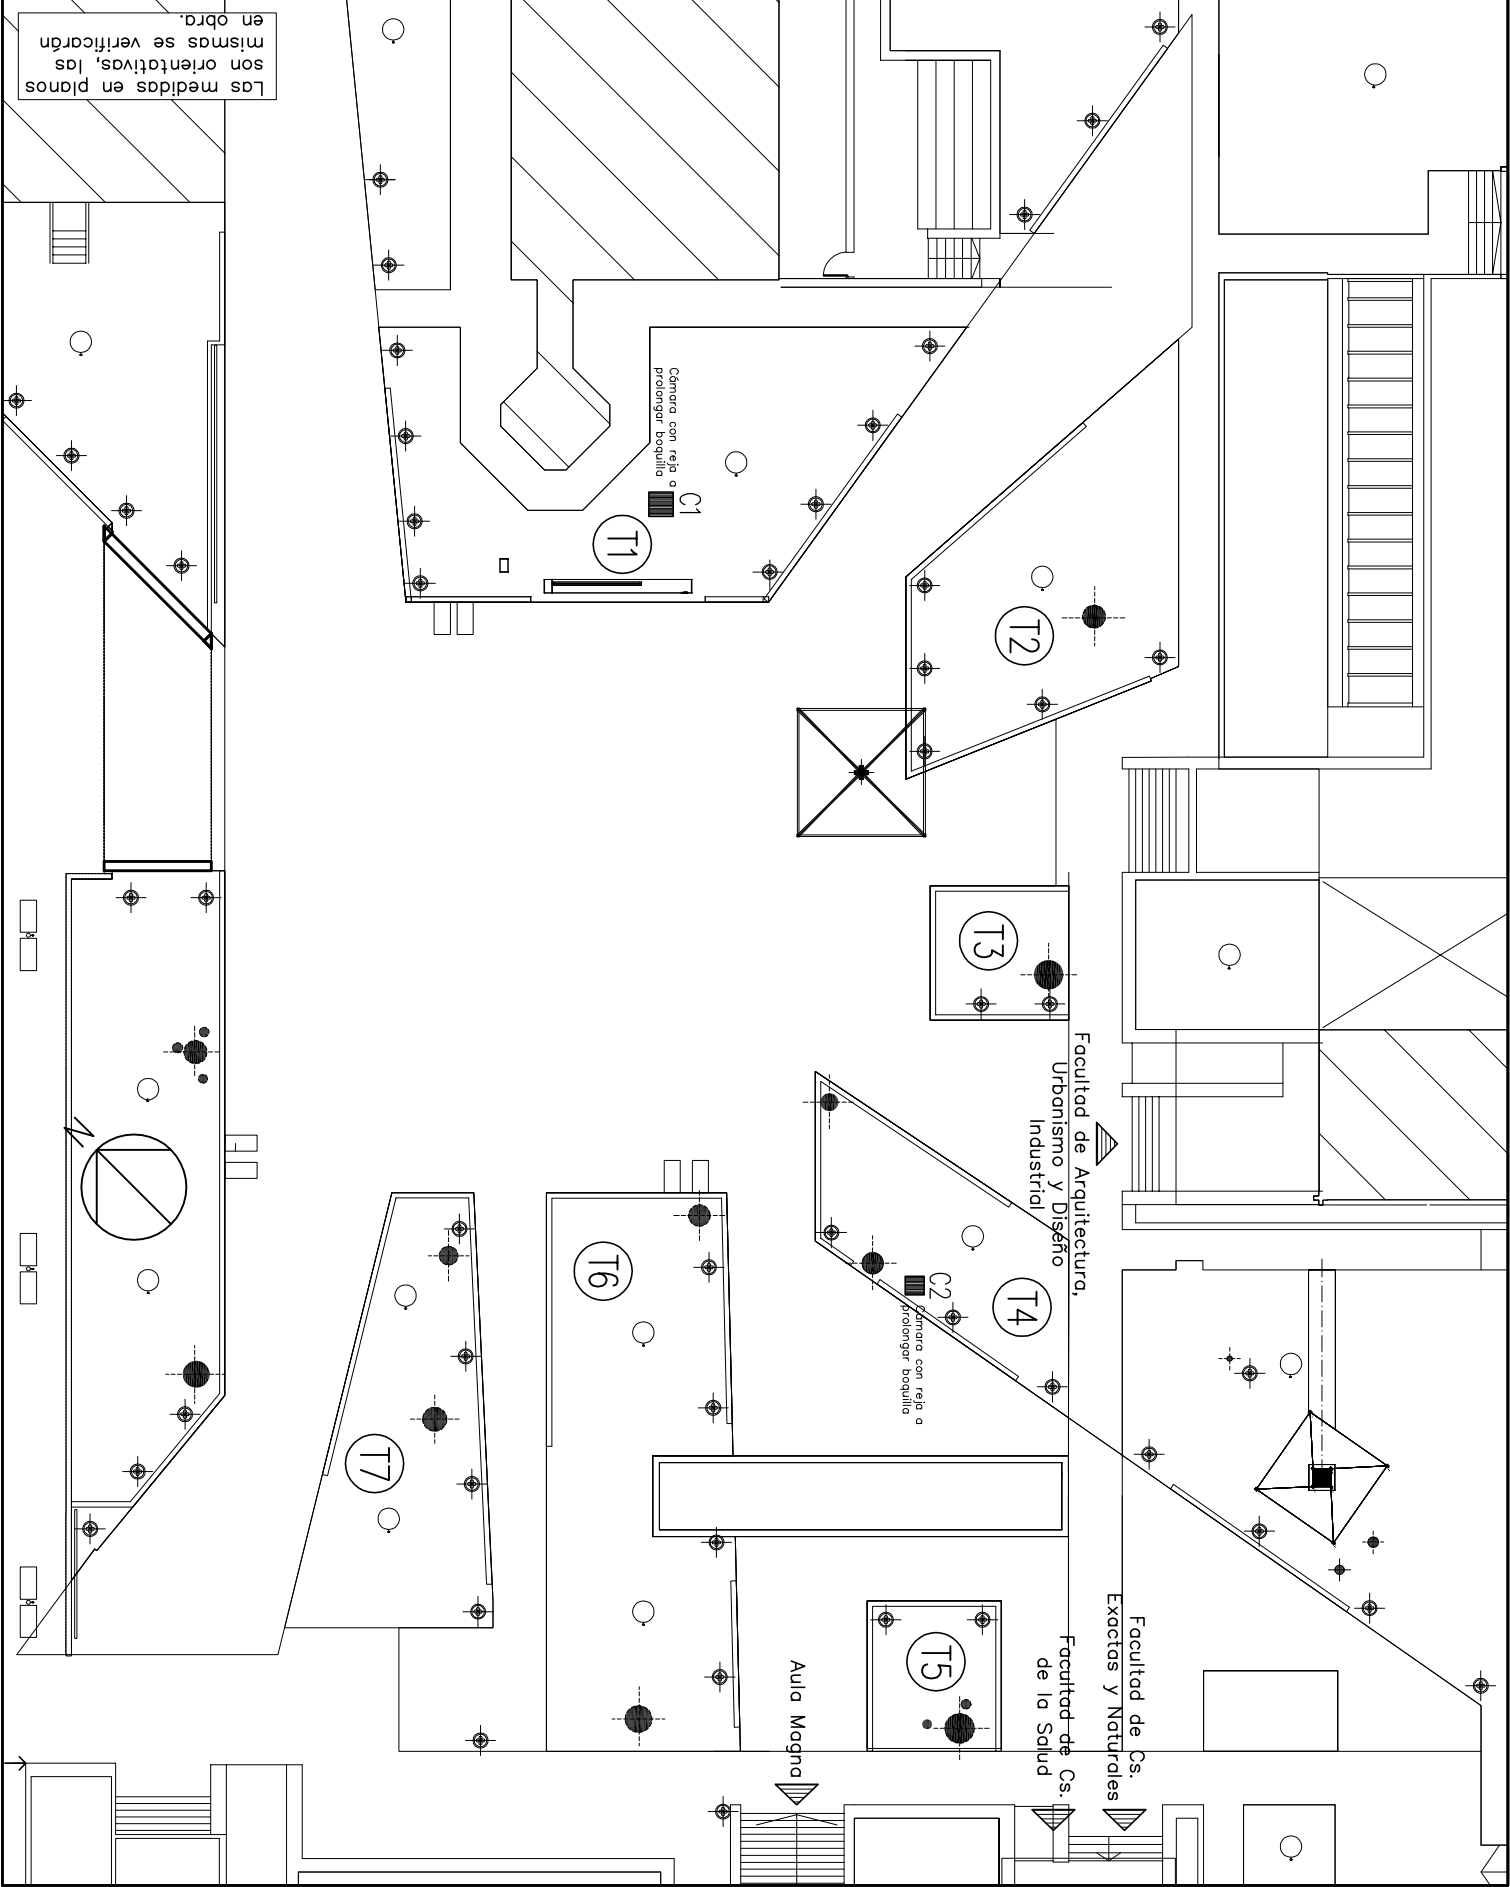 Las medidas en planos
son orientativas, las
mismas se verificarán
en obra.
Cámara con reja a
prolongar boquilla
C1
T1
T2
T3
Facultad de Arquitectura,
Urbanismo y Diseño
Industrial
N
T4
C2
Cámara con reja a
prolongar boquilla
T6
T7
T5
Aula Magna
Facultad de Cs.
de la Salud
Facultad de Cs.
Exactas y Naturales